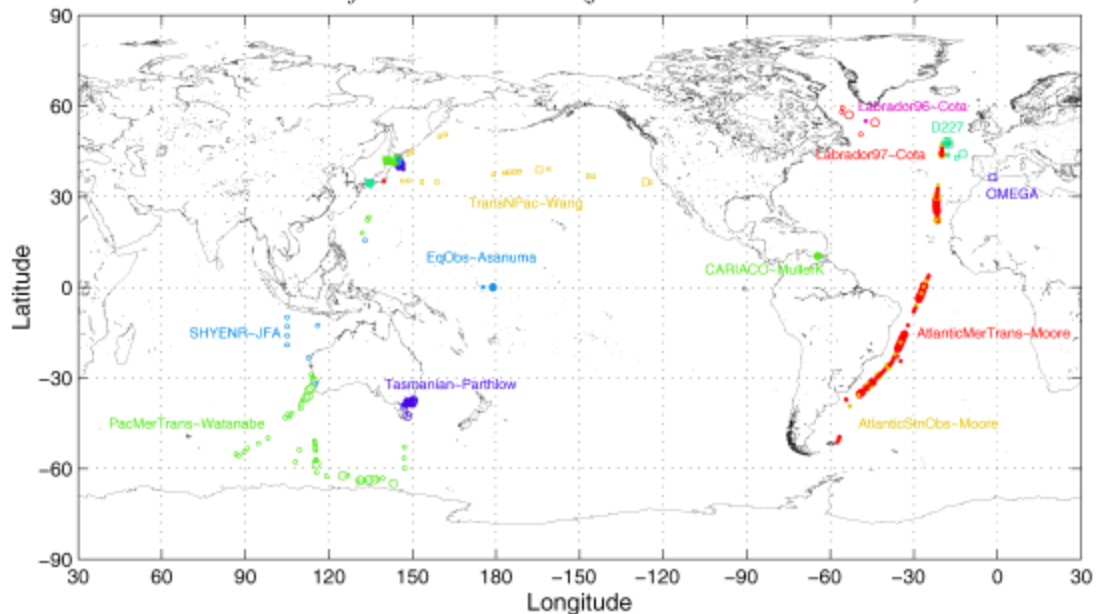 90
60
30
0
-30
-60
-90
Latitude
Labrador96-Cota
D227
Labrador97-Cota
OMEGA
TransNPac-Wang
EqObs-Asanuma
CARIACO-MullerK
SHYENR-JFA
AtlanticMerTrans-Moore
Tasmanian-Parthlow
PacMerTrans-Watanabe
AtlanticStnObs-Moore
30 60 90 120 150 180 -150 -120 -90 -60 -30 0 30
Longitude